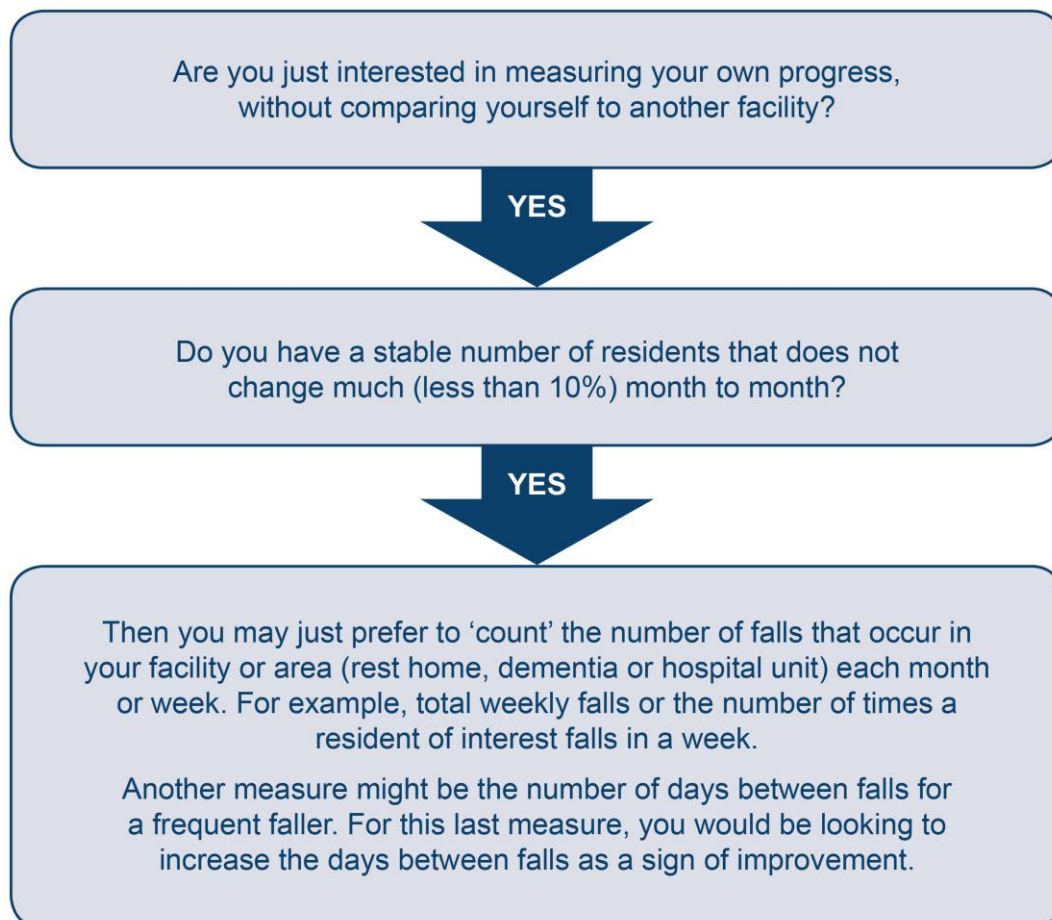 Are you just interested in measuring your own progress,
without comparing yourself to another facility?
YES
Do you have a stable number of residents that does not
change much (less than 10%) month to month?
YES
Then you may just prefer to ‘count’ the number of falls that occur in
your facility or area (rest home, dementia or hospital unit) each month
or week. For example, total weekly falls or the number of times a
resident of interest falls in a week.
Another measure might be the number of days between falls for
a frequent faller. For this last measure, you would be looking to
increase the days between falls as a sign of improvement.